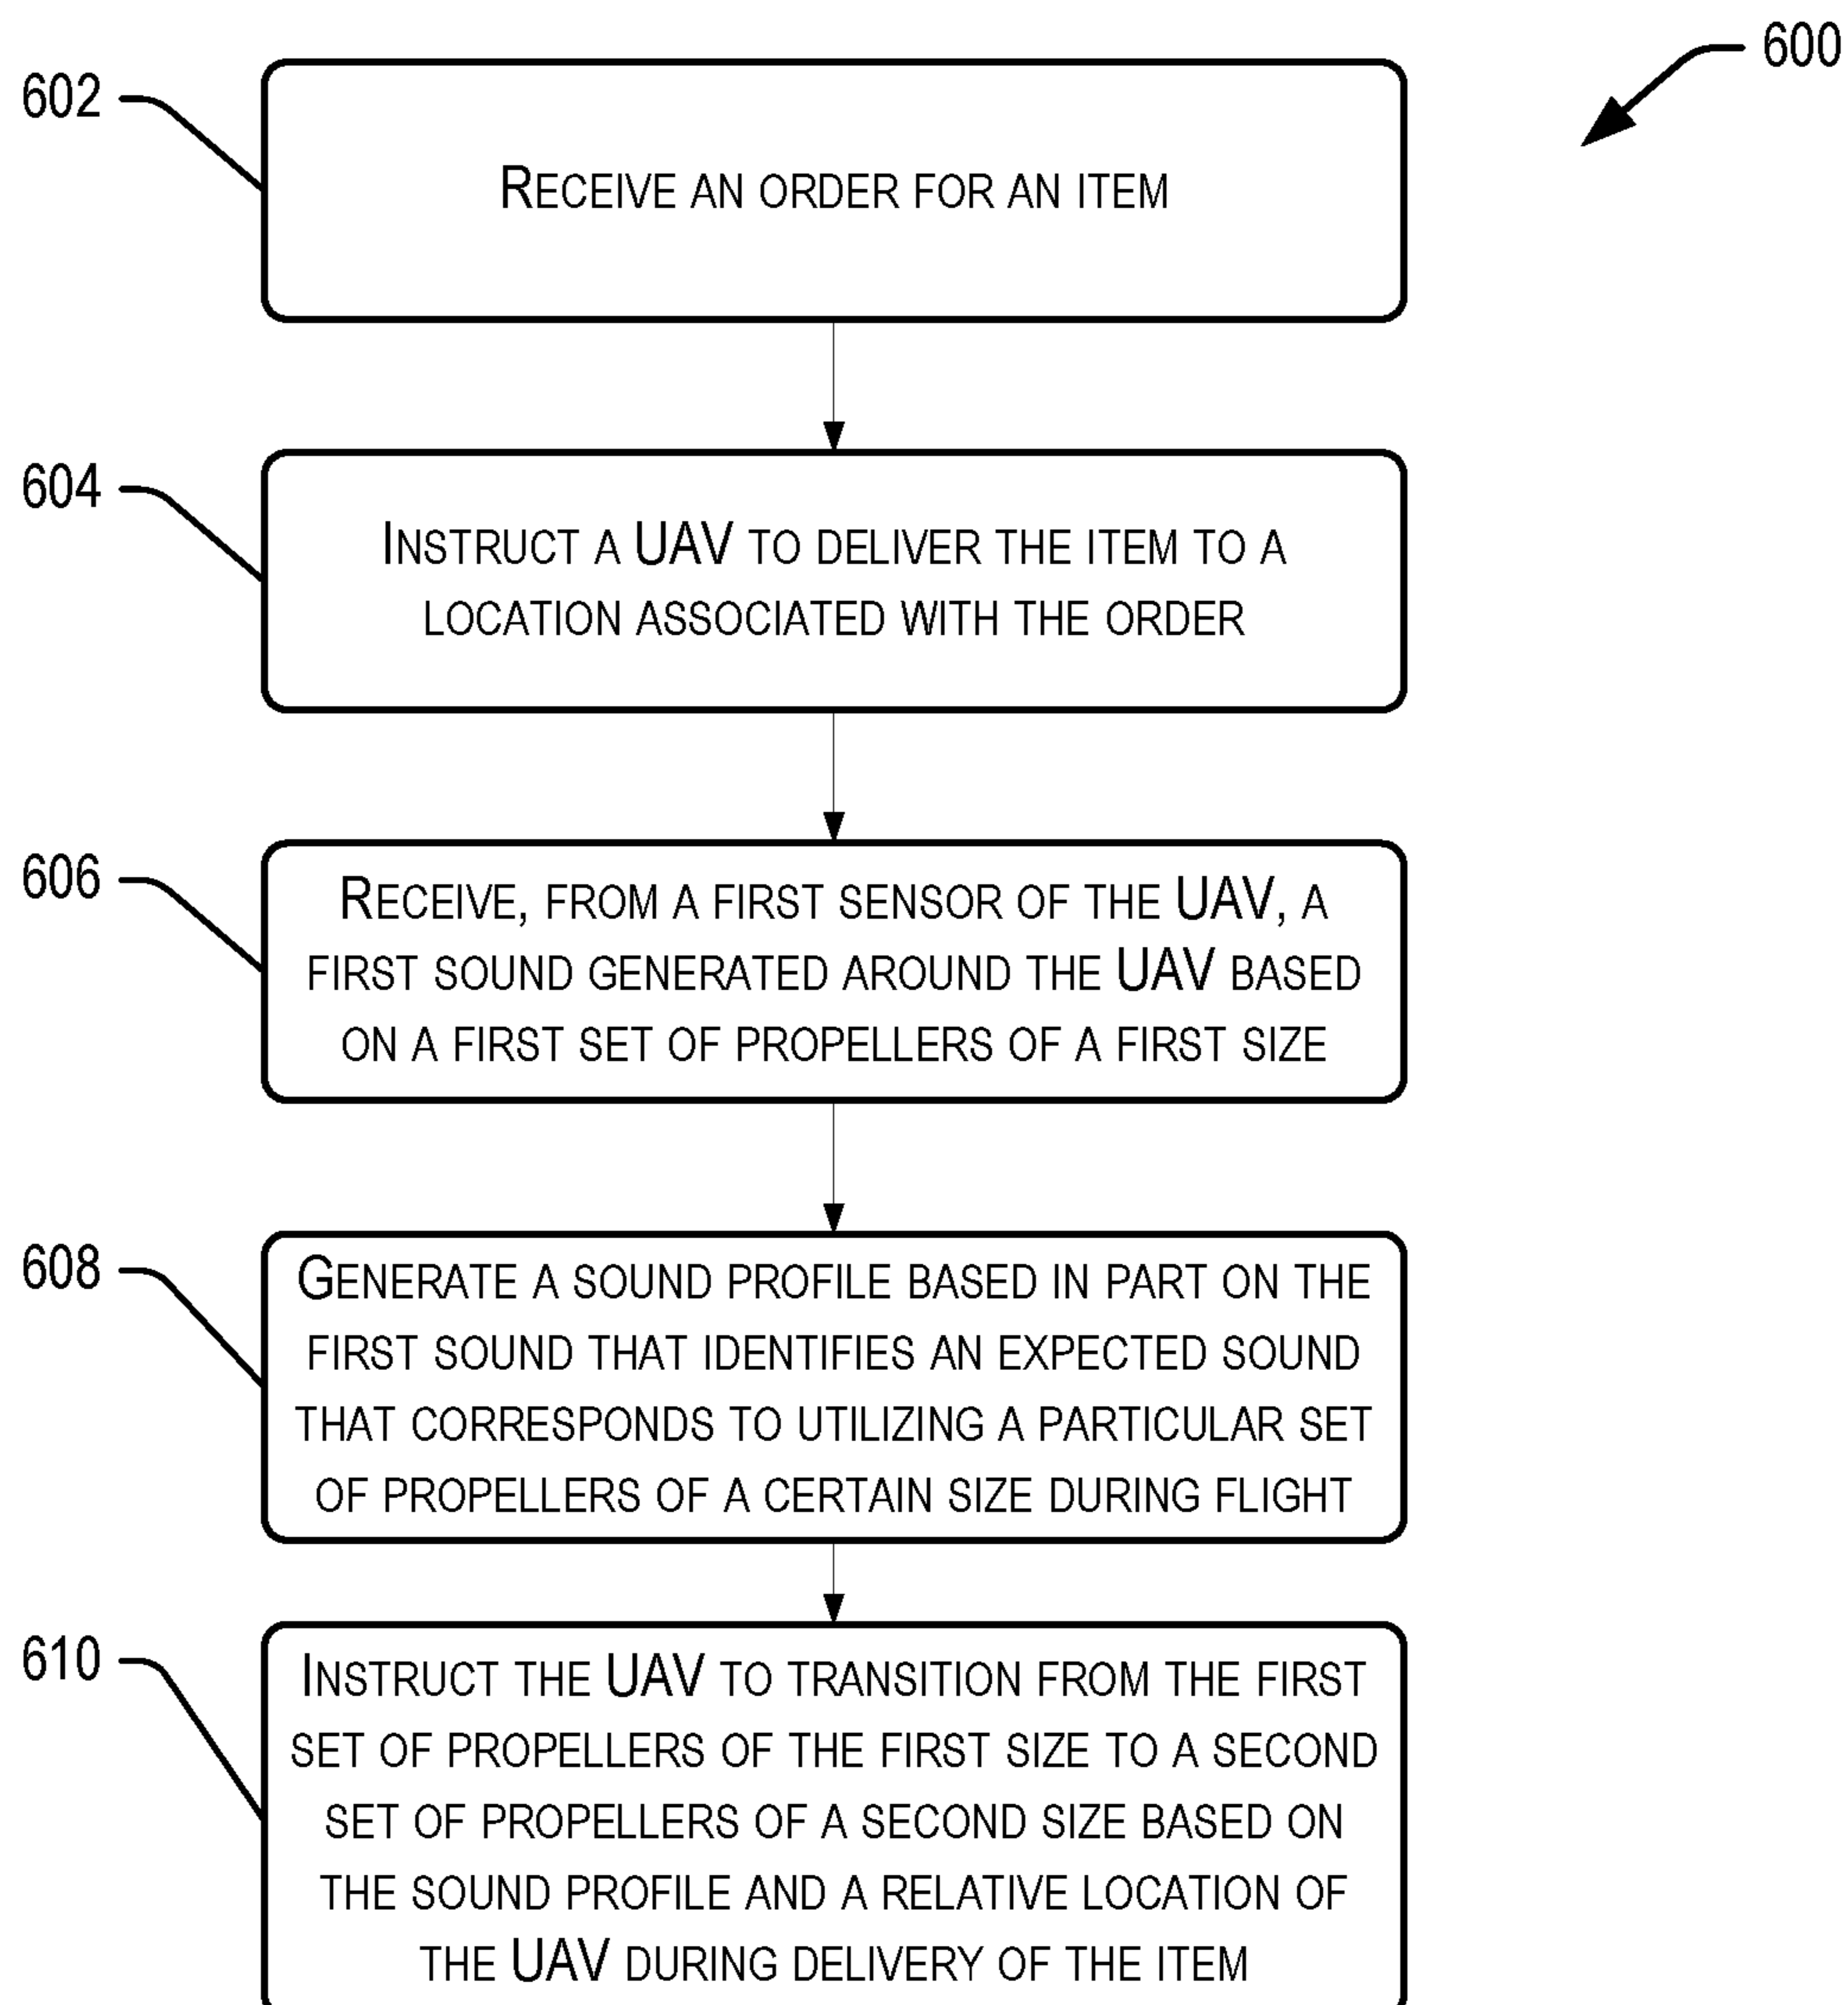 600
602
RECEIVE AN ORDER FOR AN ITEM
604
INSTRUCT A UAV TO DELIVER THE ITEM TO A
LOCATION ASSOCIATED WITH THE ORDER
606
RECEIVE, FROM A FIRST SENSOR OF THE UAV, A
FIRST SOUND GENERATED AROUND THE UAV BASED
ON A FIRST SET OF PROPELLERS OF A FIRST SIZE
608
GENERATE A SOUND PROFILE BASED IN PART ON THE
FIRST SOUND THAT IDENTIFIES AN EXPECTED SOUND
THAT CORRESPONDS TO UTILIZING A PARTICULAR SET
OF PROPELLERS OF A CERTAIN SIZE DURING FLIGHT
610
INSTRUCT THE UAV TO TRANSITION FROM THE FIRST
SET OF PROPELLERS OF THE FIRST SIZE TO A SECOND
SET OF PROPELLERS OF A SECOND SIZE BASED ON
THE SOUND PROFILE AND A RELATIVE LOCATION OF
THE UAV DURING DELIVERY OF THE ITEM